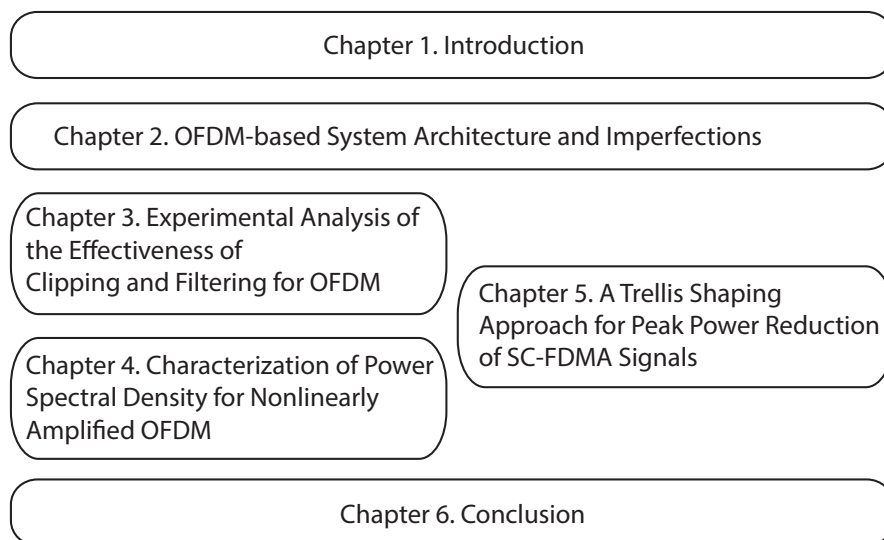 Chapter 1. Introduction
Chapter 2. OFDM-based System Architecture and Imperfections
Chapter 3. Experimental Analysis of
the Effectiveness of
Clipping and Filtering for OFDM
Chapter 4. Characterization of Power
Spectral Density for Nonlinearly
Amplified OFDM
Chapter 5. A Trellis Shaping
Approach for Peak Power Reduction
of SC-FDMA Signals
Chapter 6. Conclusion